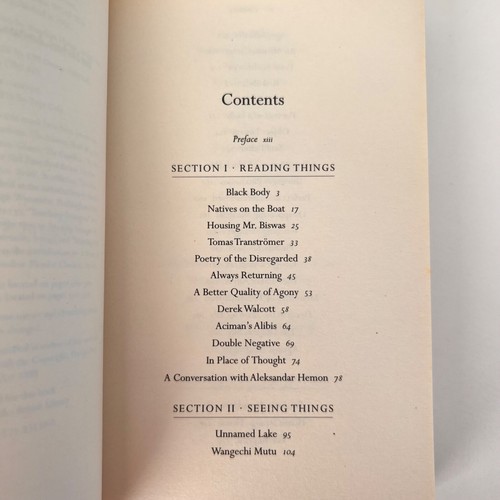 Contents
Preface xiii
SECTION I · READING THINGS
Black Body 3
Natives on the Boat 17
Housing Mr. Biswas 25
Tomas Tranströmer 33
Poetry of the Disregarded 38
Always Returning 45
A Better Quality of Agony 53
Derek Walcott 58
Aciman's Alibis 64
Double Negative 69
In Place of Thought 74
A Conversation with Aleksandar Hemon 78
SECTION II · SEEING THINGS
Unnamed Lake 95
Wangechi Mutu 104